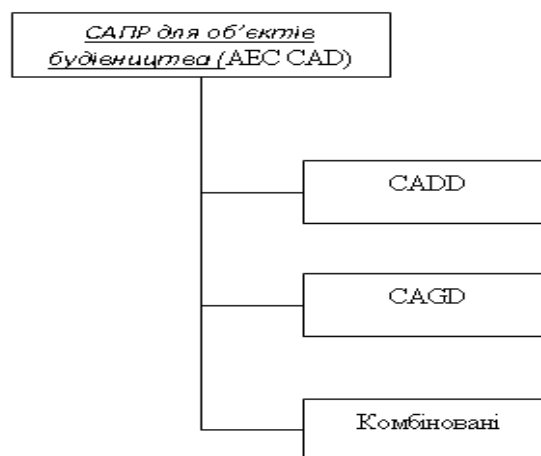 САПР для об’єктів
будівництва (AEC CAD)
CADD
CAGD
Комбіновані